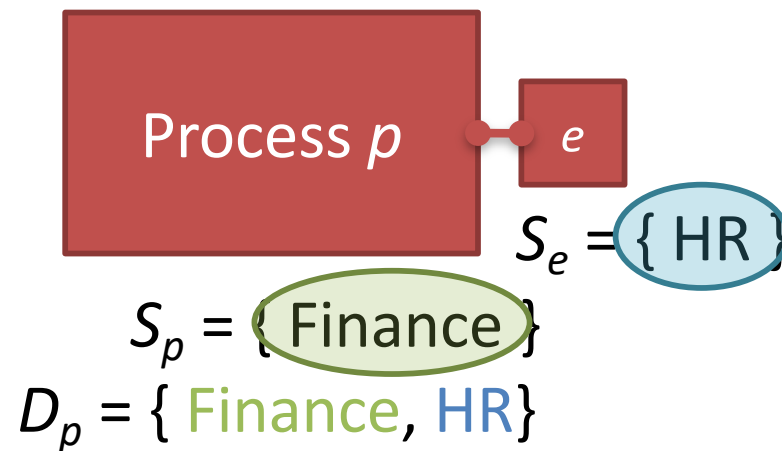 Process p
e
Sₑ = { HR }
Sₚ = { Finance }
Dₚ = { Finance, HR}